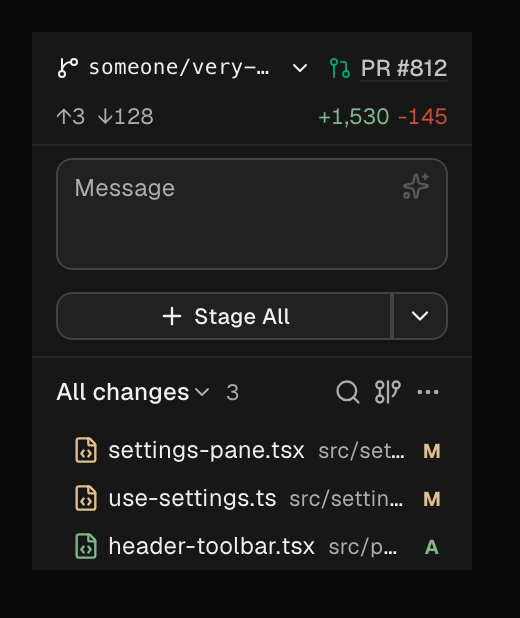 someone/very-… PR #812
↑3 ↓128 +1,530 -145
Message
+ Stage All
All changes 3
settings-pane.tsx src/set… M
use-settings.ts src/settin… M
header-toolbar.tsx src/p… A